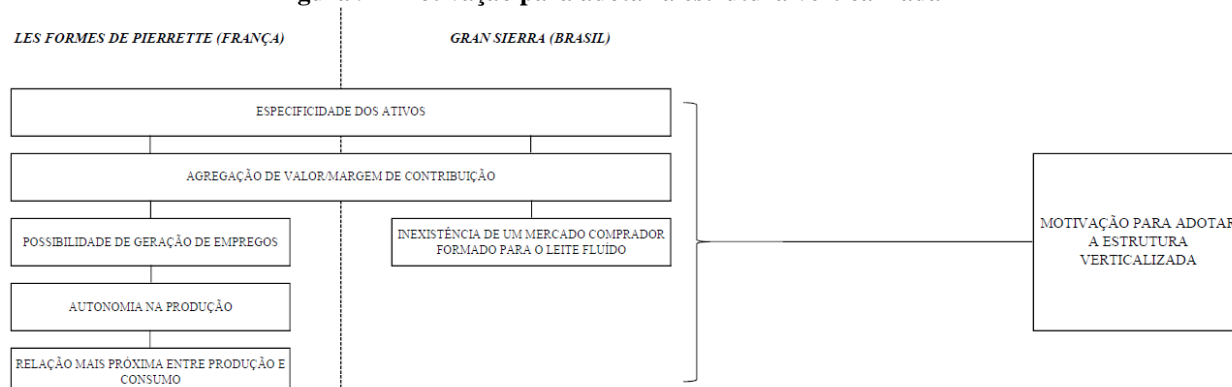 LES FORMES DE PIERRETTE (FRANÇA)
GRAN SIERRA (BRASIL)
ESPECIFICIDADE DOS ATIVOS
AGREGAÇÃO DE VALOR/MARGEM DE CONTRIBUIÇÃO
POSSIBILIDADE DE GERAÇÃO DE EMPREGOS
INEXISTÊNCIA DE UM MERCADO COMPRADOR
FORMADO PARA O LEITE FLUÍDO
AUTONOMIA NA PRODUÇÃO
RELAÇÃO MAIS PRÓXIMA ENTRE PRODUÇÃO E
CONSUMO
MOTIVAÇÃO PARA ADOTAR
A ESTRUTURA
VERTICALIZADA